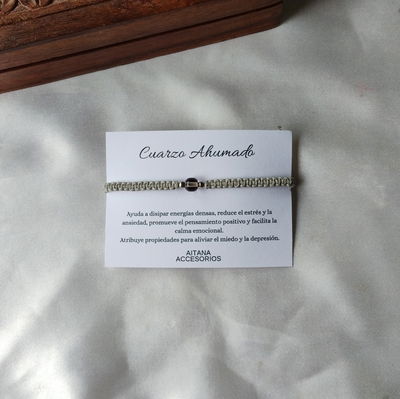 Cuarzo Ahumado
Ayuda a disipar energías densas, reduce el estrés y la
ansiedad, promueve el pensamiento positivo y facilita la
calma emocional.
Atribuye propiedades para aliviar el miedo y la depresión.
AITANA
ACCESORIOS